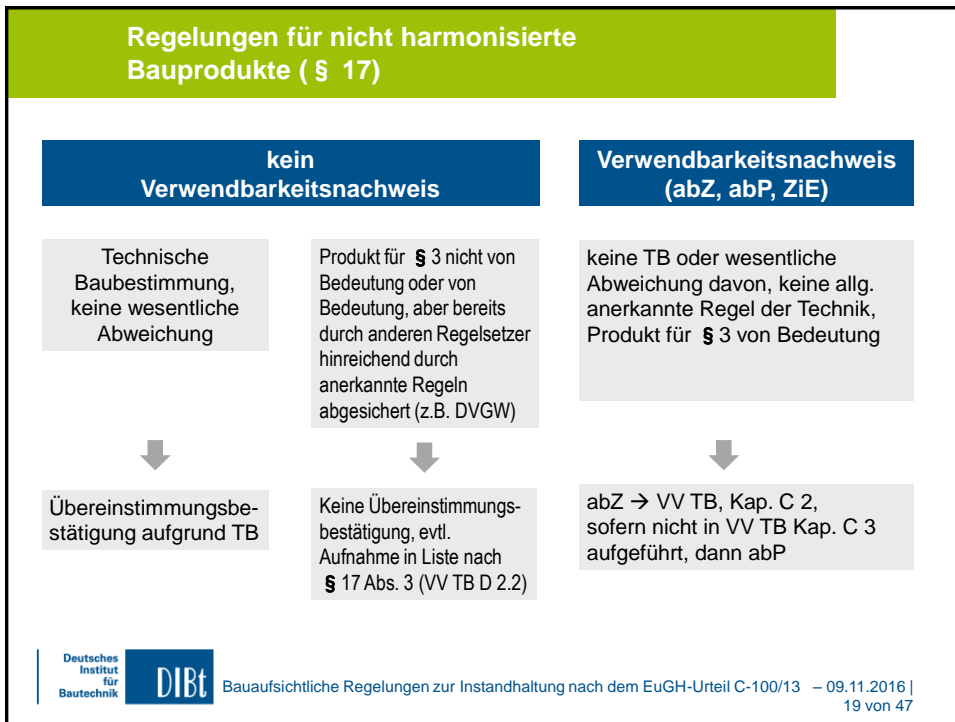 Regelungen für nicht harmonisierte
Bauprodukte ( § 17)
kein
Verwendbarkeitsnachweis
Verwendbarkeitsnachweis
(abZ, abP, ZiE)
Technische
Baubestimmung,
keine wesentliche
Abweichung
Produkt für § 3 nicht von
Bedeutung oder von
Bedeutung, aber bereits
durch anderen Regelsetzer
hinreichend durch
anerkannte Regeln
abgesichert (z.B. DVGW)
keine TB oder wesentliche
Abweichung davon, keine allg.
anerkannte Regel der Technik,
Produkt für § 3 von Bedeutung
Übereinstimmungsbe-
stätigung aufgrund TB
Keine Übereinstimmungs-
bestätigung, evtl.
Aufnahme in Liste nach
§ 17 Abs. 3 (VV TB D 2.2)
abZ → VV TB, Kap. C 2,
sofern nicht in VV TB Kap. C 3
aufgeführt, dann abP
Deutsches
Institut
für
Bautechnik
DIBt
Bauaufsichtliche Regelungen zur Instandhaltung nach dem EuGH-Urteil C-100/13 – 09.11.2016 |
19 von 47